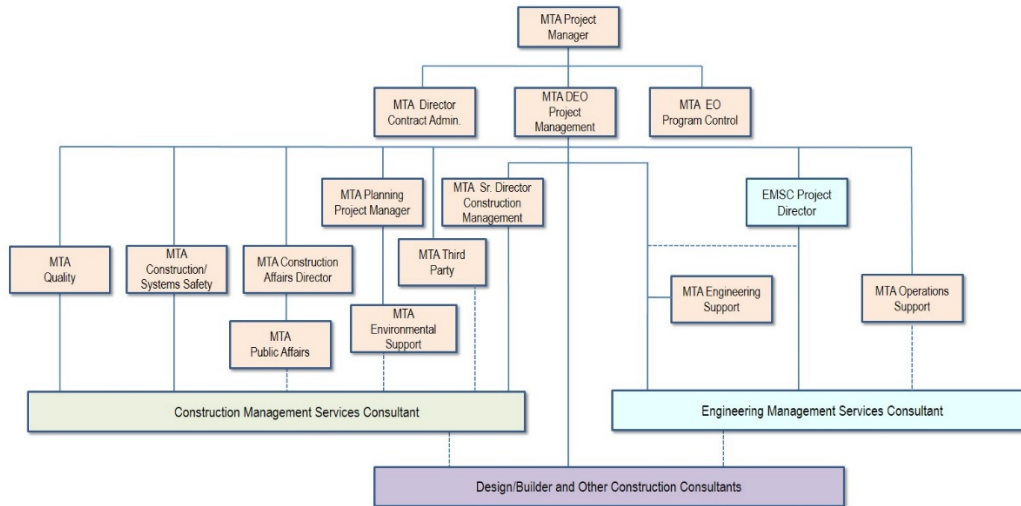 MTA Project
Manager
MTA Director
Contract Admin.
MTA DEO
Project
Management
MTA EO
Program Control
MTA Planning
Project Manager
MTA Sr. Director
Construction
Management
EMSC Project
Director
MTA
Quality
MTA
Construction/
Systems Safety
MTA Construction
Affairs Director
MTA Third
Party
MTA Engineering
Support
MTA Operations
Support
MTA
Public Affairs
MTA
Environmental
Support
Construction Management Services Consultant
Engineering Management Services Consultant
Design/Builder and Other Construction Consultants